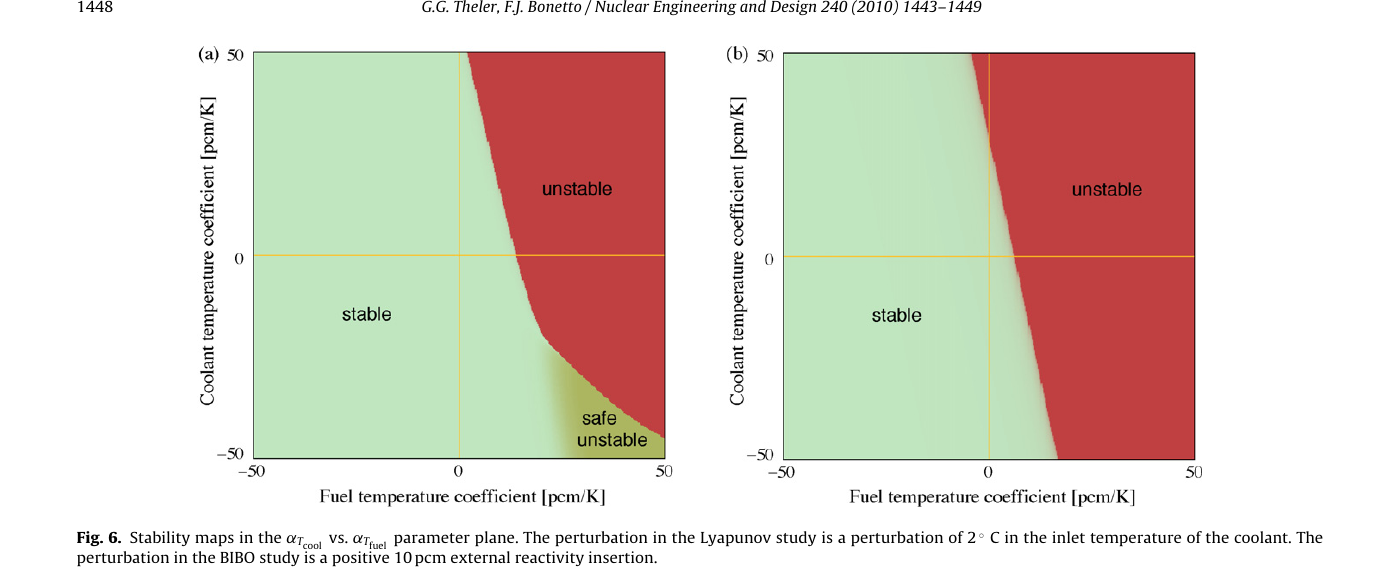 1448
G.G. Theler, F.J. Bonetto / Nuclear Engineering and Design 240 (2010) 1443–1449
(a)
50
0
−50
Coolant temperature coefficient [pcm/K]
unstable
stable
safe
unstable
−50
0
50
Fuel temperature coefficient [pcm/K]
(b)
50
0
−50
Coolant temperature coefficient [pcm/K]
unstable
stable
−50
0
50
Fuel temperature coefficient [pcm/K]
Fig. 6. Stability maps in the αTcool vs. αTfuel parameter plane. The perturbation in the Lyapunov study is a perturbation of 2° C in the inlet temperature of the coolant. The
perturbation in the BIBO study is a positive 10 pcm external reactivity insertion.